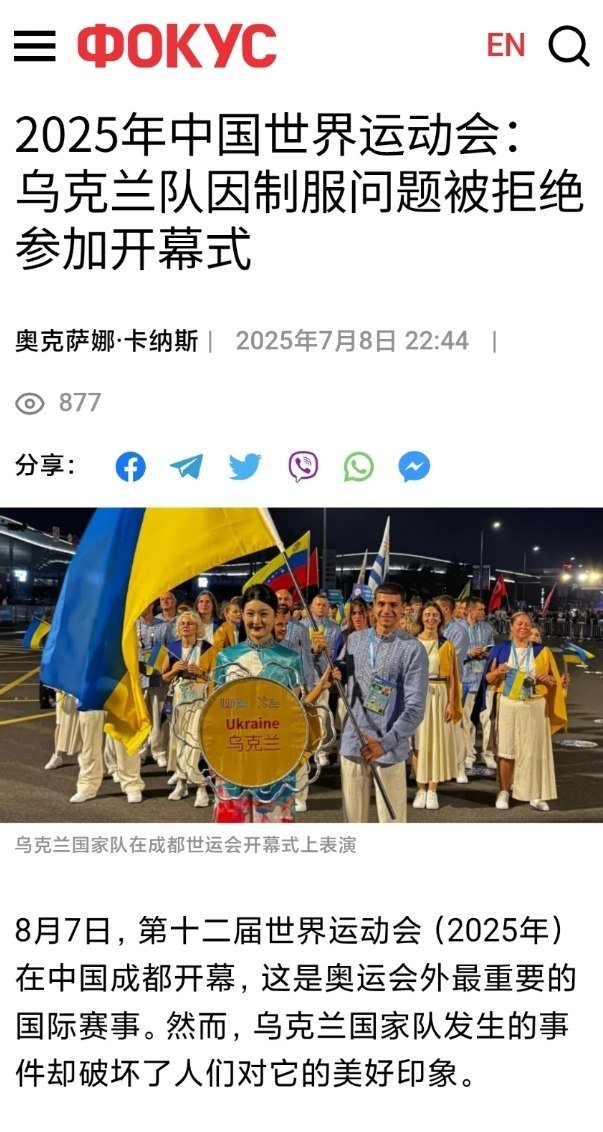 ФОКУС
EN
2025年中国世界运动会：
乌克兰队因制服问题被拒绝
参加开幕式
奥克萨娜·卡纳斯 | 2025年7月8日 22:44 |
877
分享：
Ukraine
乌克兰
乌克兰国家队在成都世运会开幕式上表演
8月7日，第十二届世界运动会（2025年）
在中国成都开幕，这是奥运会外最重要的
国际赛事。然而，乌克兰国家队发生的事
件却破坏了人们对它的美好印象。